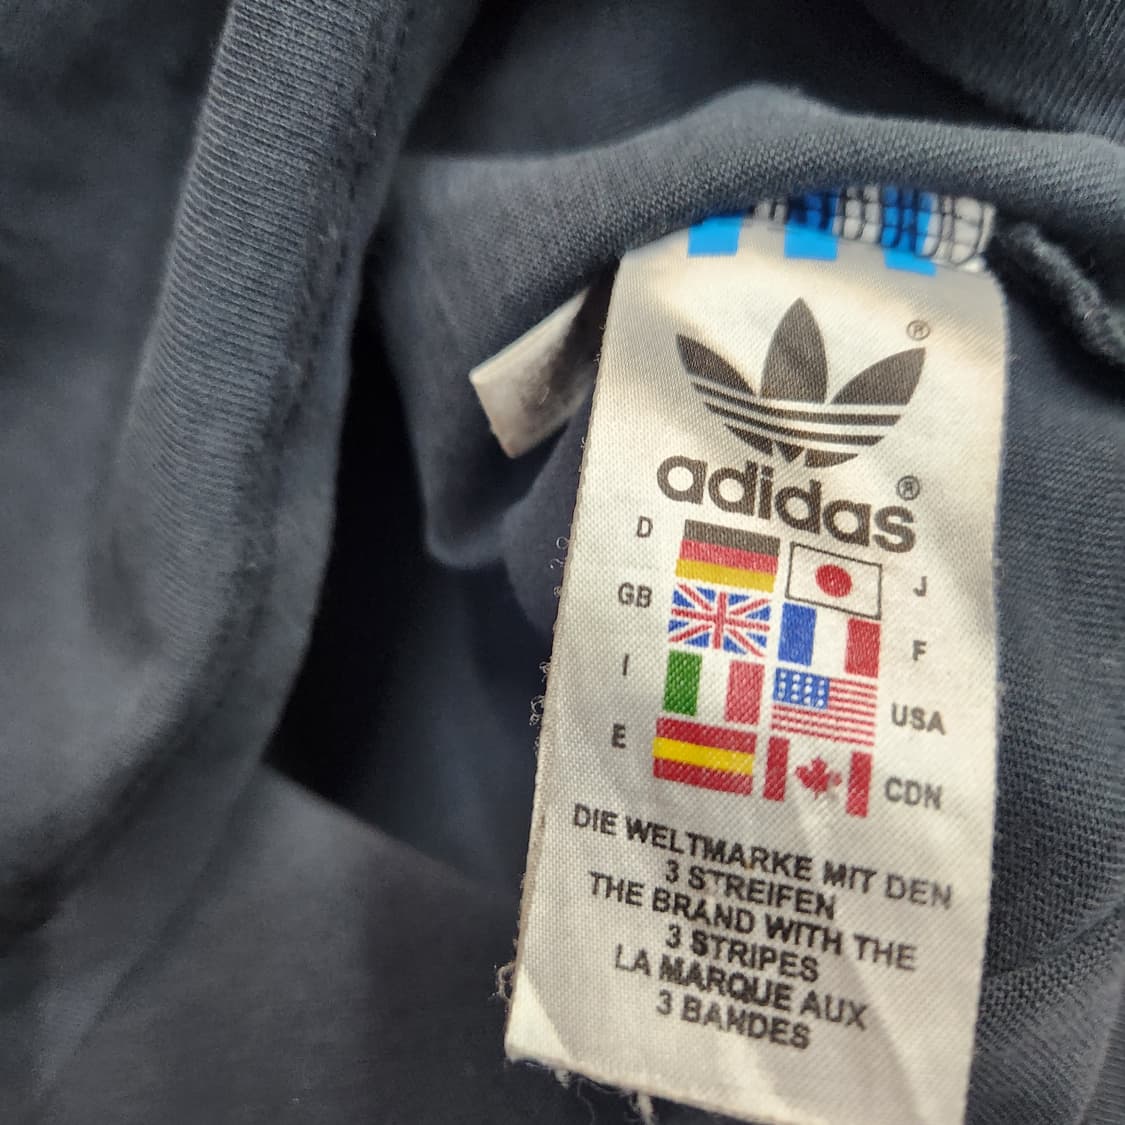 ®
adidas®
D
J
GB
F
I
USA
E
CDN
DIE WELTMARKE MIT DEN
3 STREIFEN
THE BRAND WITH THE
3 STRIPES
LA MARQUE AUX
3 BANDES